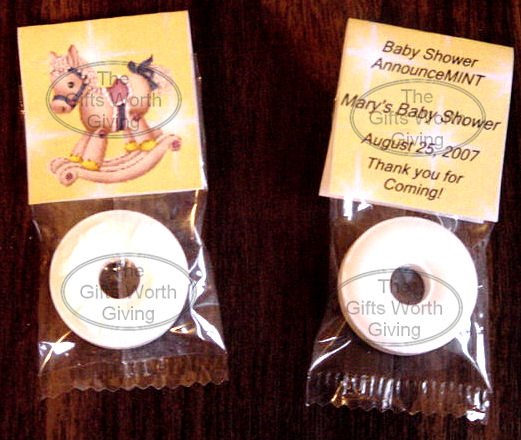 The
Gifts Worth
Giving
Baby Shower
AnnounceMINT
Mary's Baby Shower
August 25, 2007
Thank you for
Coming!
The
Gifts Worth
Giving
The
Gifts Worth
Giving
The
Gifts Worth
Giving